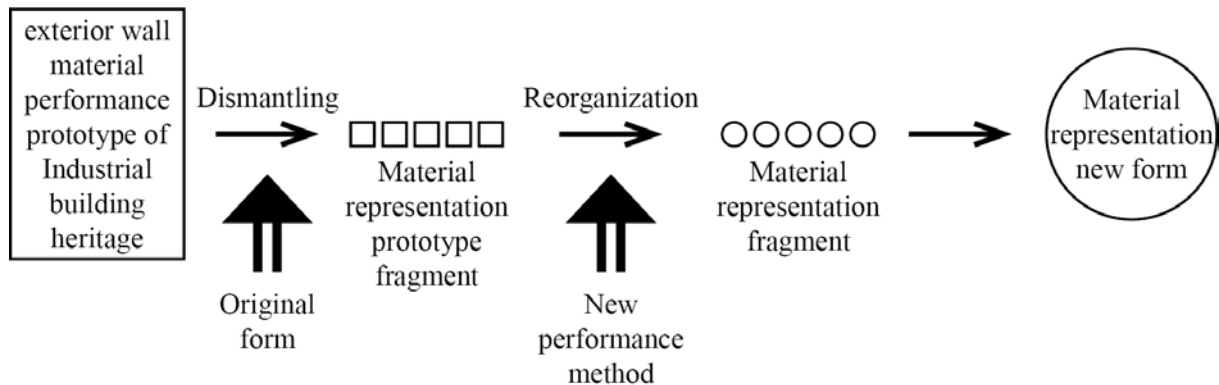 exterior wall
material
performance
prototype of
Industrial
building
heritage
Dismantling
Original
form
Material
representation
prototype
fragment
Reorganization
New
performance
method
Material
representation
fragment
Material
representation
new form